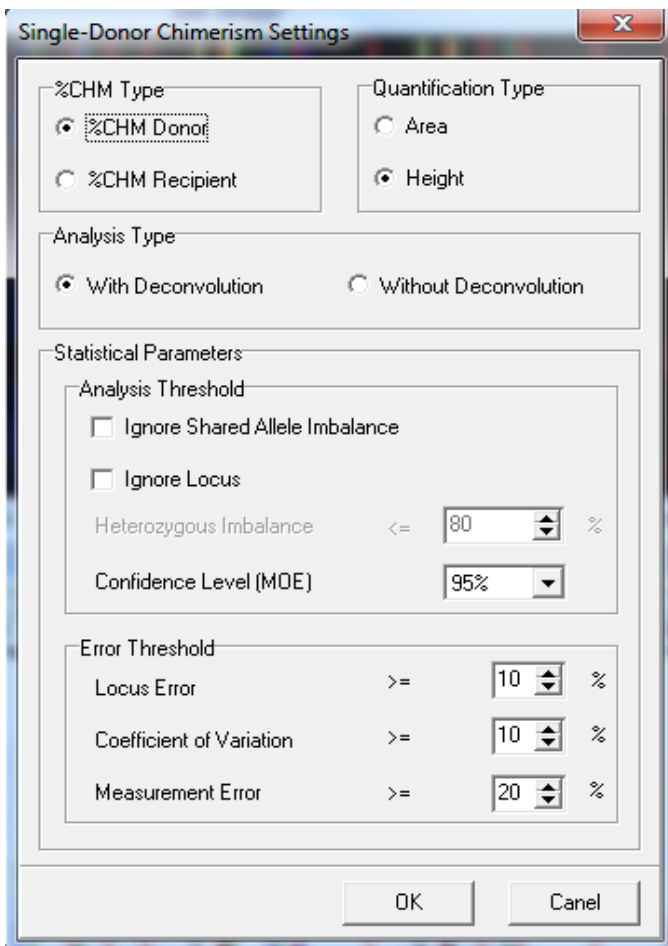 Single-Donor Chimerism Settings
X
%CHM Type
%CHM Donor
%CHM Recipient
Quantification Type
Area
Height
Analysis Type
With Deconvolution
Without Deconvolution
Statistical Parameters
Analysis Threshold
Ignore Shared Allele Imbalance
Ignore Locus
Heterozygous Imbalance <= 80 %
Confidence Level (MOE) 95%
Error Threshold
Locus Error >= 10 %
Coefficient of Variation >= 10 %
Measurement Error >= 20 %
OK Canel